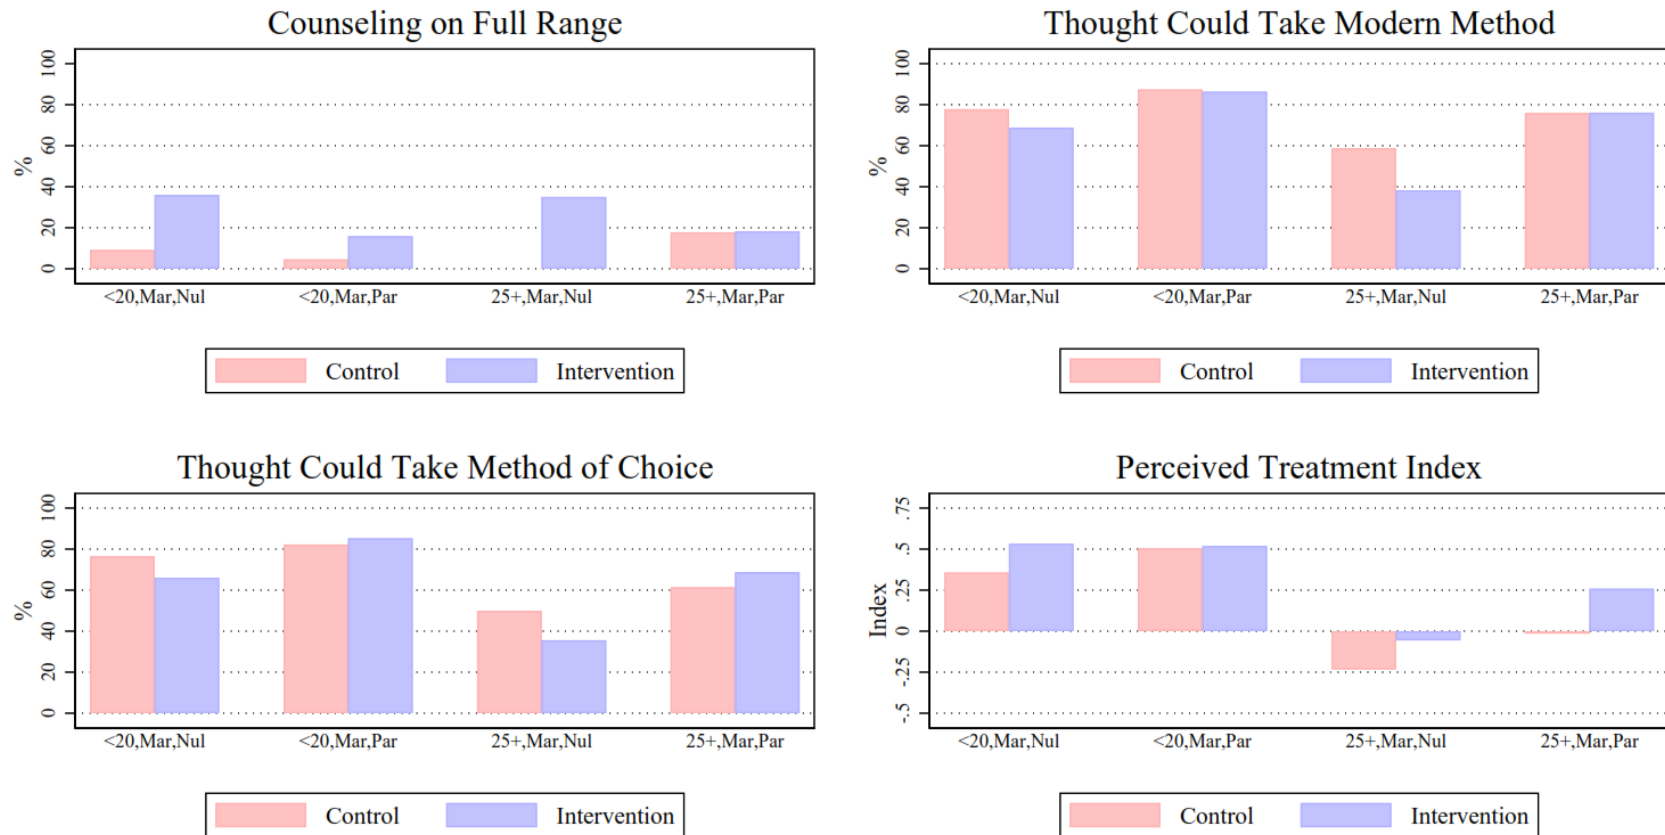 Counseling on Full Range
%
100
80
60
40
20
0
<20,Mar,Nul <20,Mar,Par 25+,Mar,Nul 25+,Mar,Par
Control Intervention
Thought Could Take Modern Method
%
100
80
60
40
20
0
<20,Mar,Nul <20,Mar,Par 25+,Mar,Nul 25+,Mar,Par
Control Intervention
Thought Could Take Method of Choice
%
100
80
60
40
20
0
<20,Mar,Nul <20,Mar,Par 25+,Mar,Nul 25+,Mar,Par
Control Intervention
Perceived Treatment Index
Index
.75
.5
.25
0
-.25
-.5
<20,Mar,Nul <20,Mar,Par 25+,Mar,Nul 25+,Mar,Par
Control Intervention